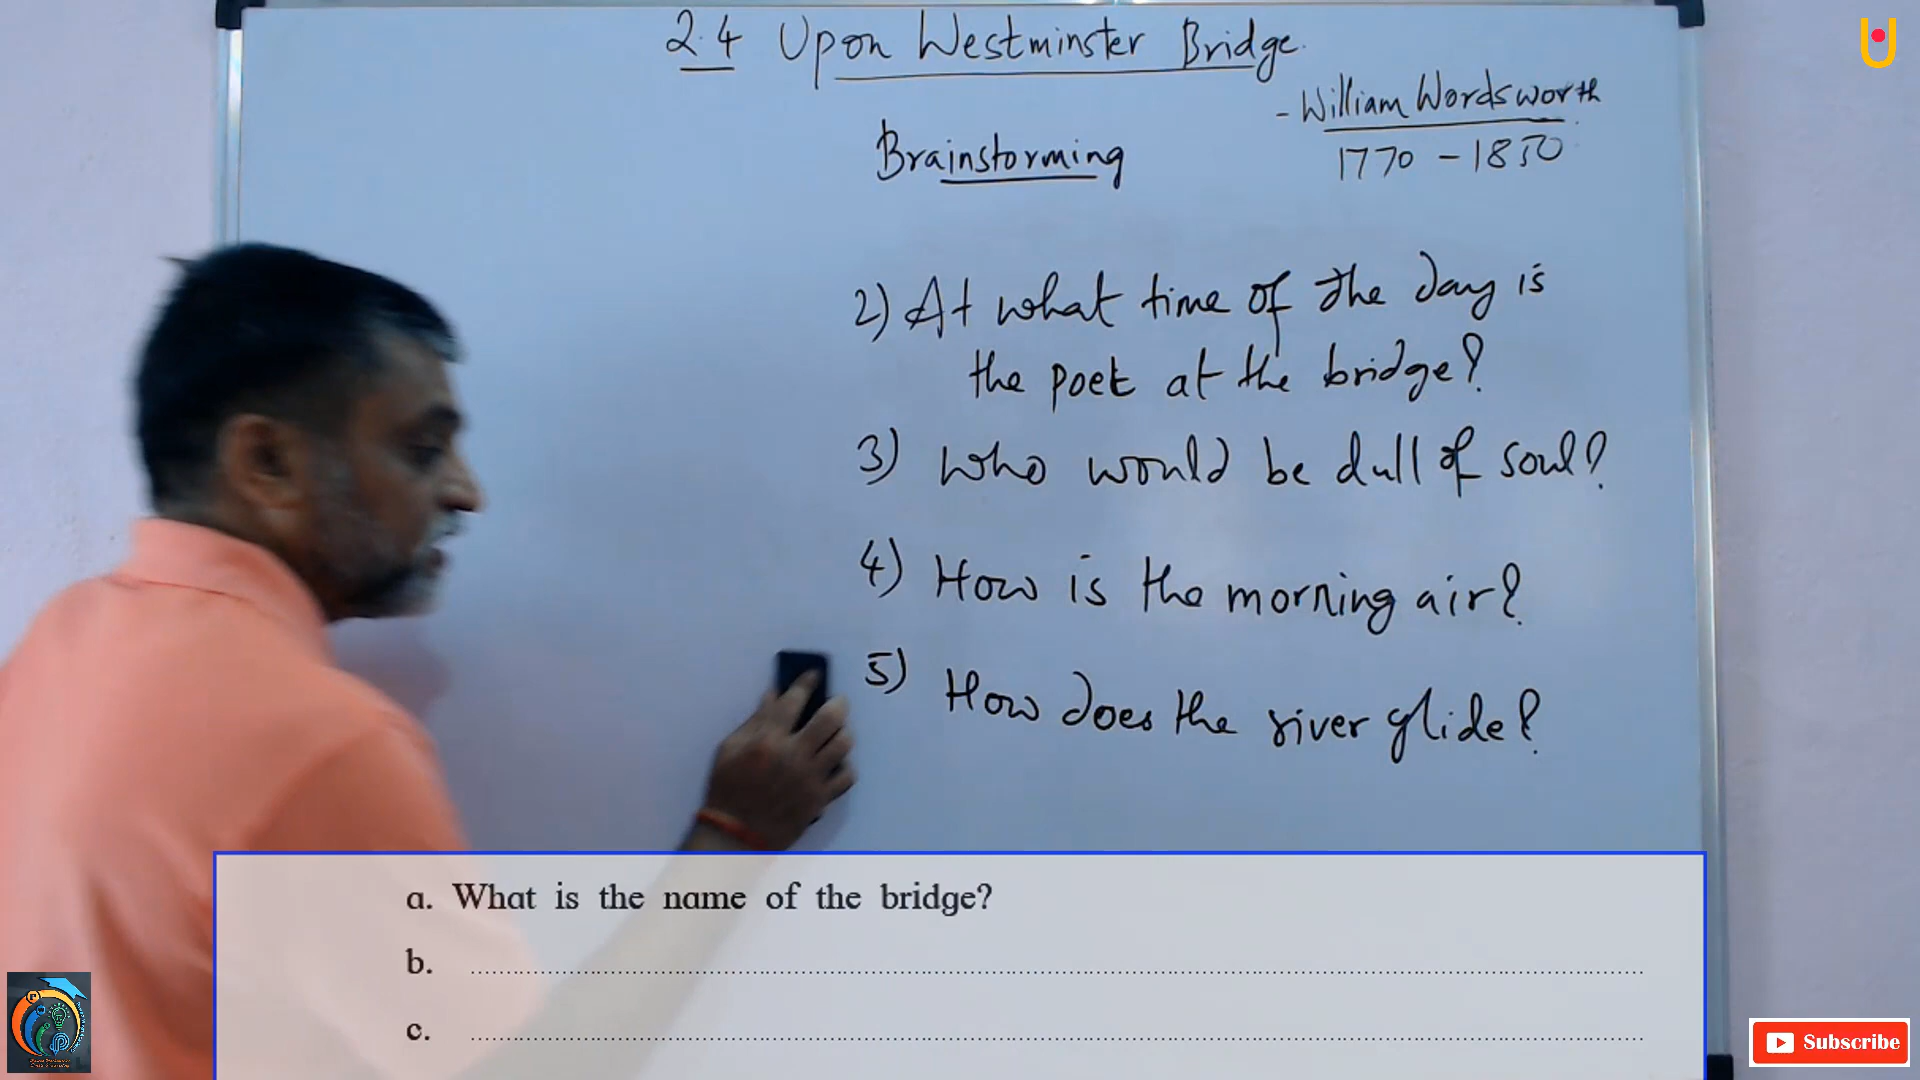 2.4 Upon Westminster Bridge.
- William Wordsworth
1770 - 1850
Brainstorming
2) At what time of the day is
the poet at the bridge?
3) Who would be dull of soul?
4) How is the morning air?
5) How does the river glide?
a. What is the name of the bridge?
b. ..........
c. ..........
Subscribe